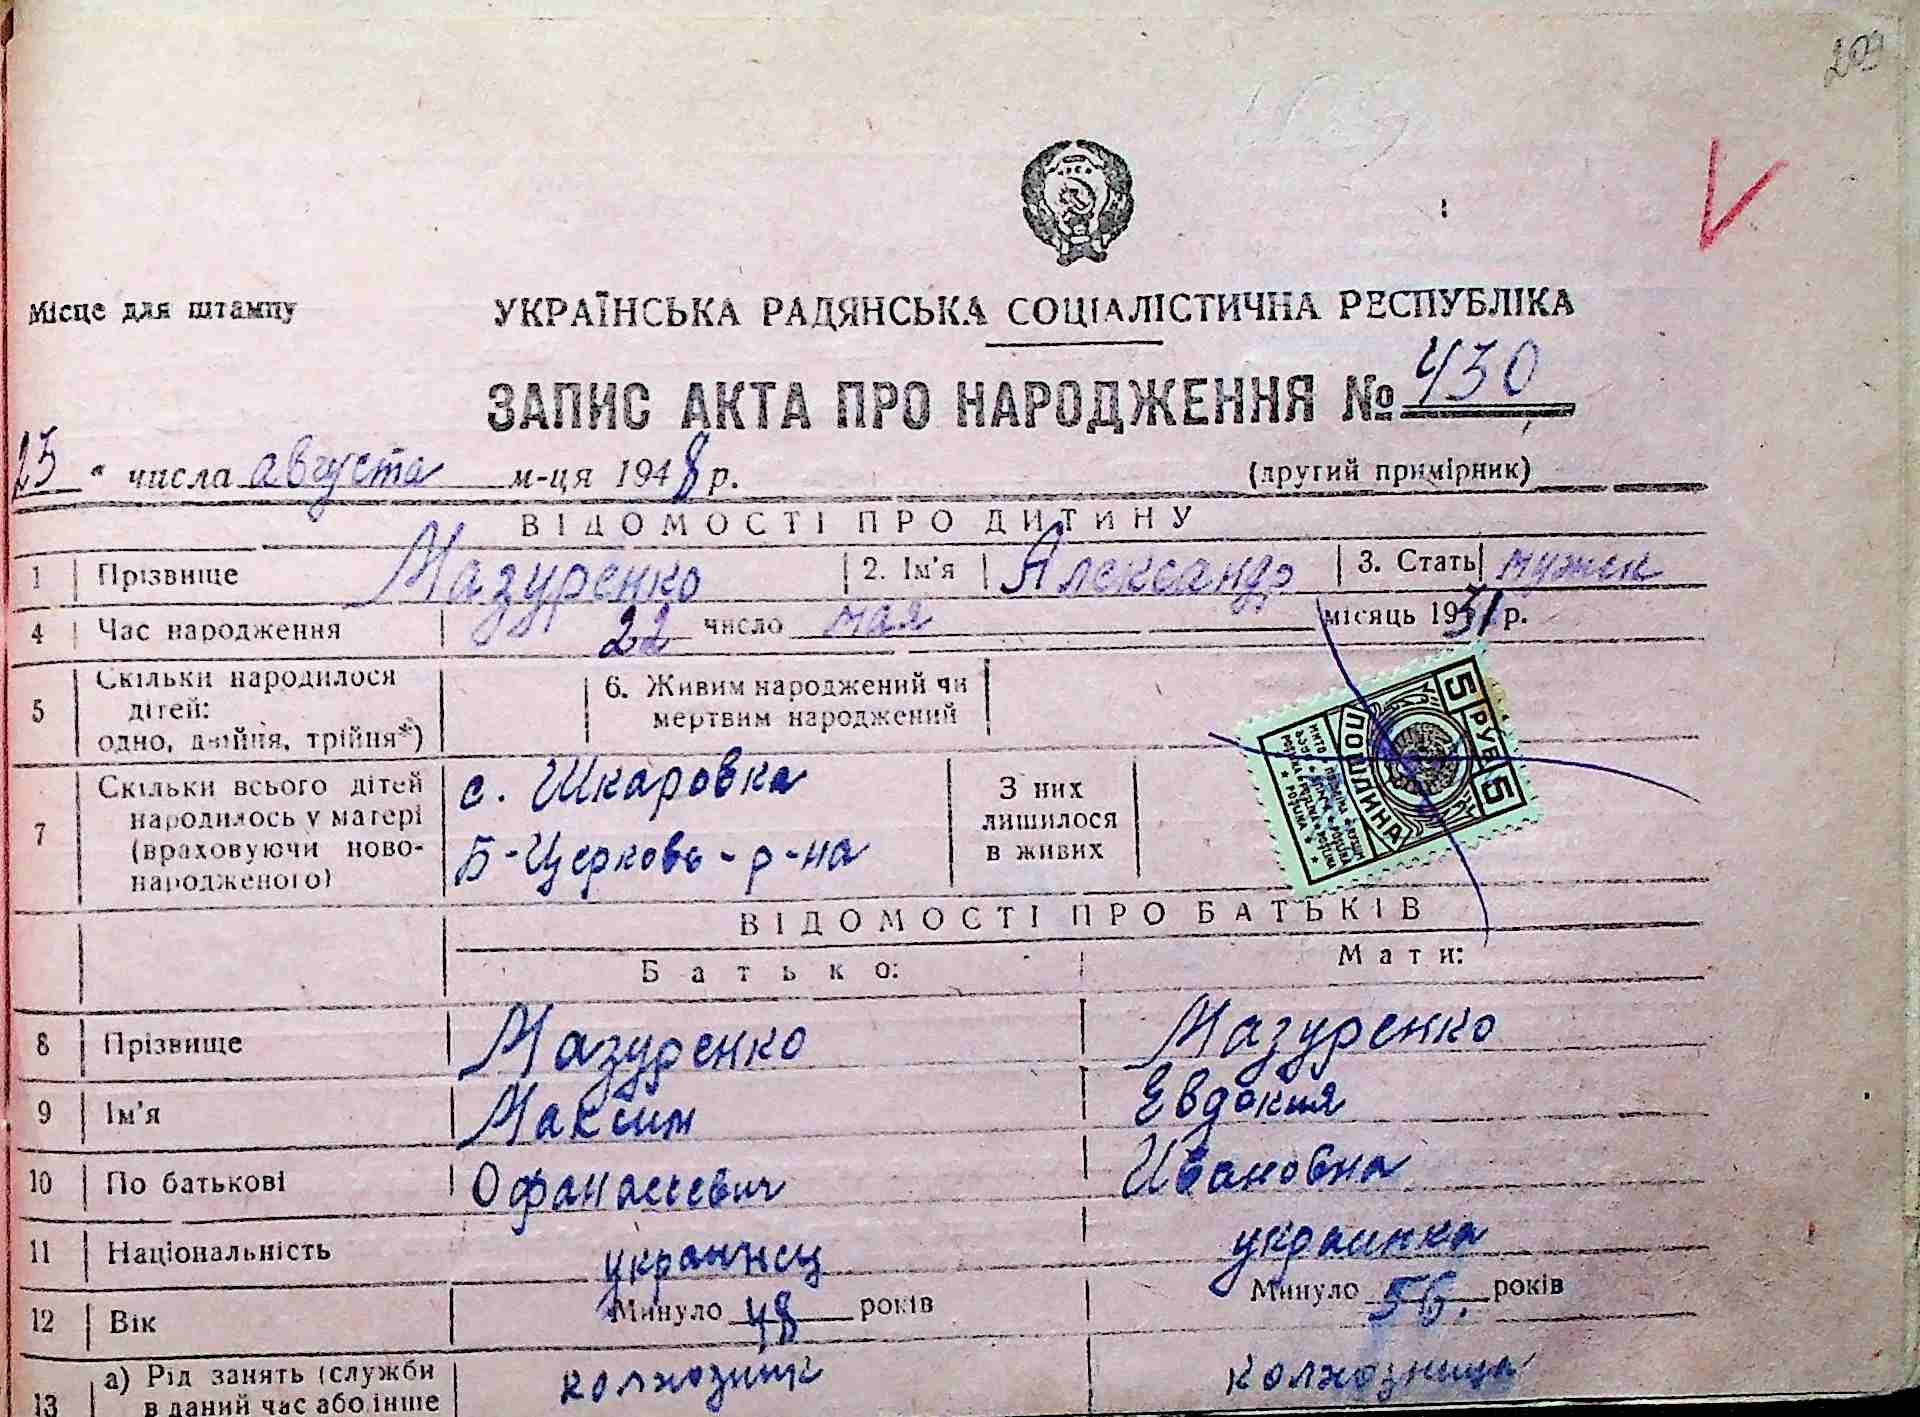 209
Місце для штампу
УКРАЇНСЬКА РАДЯНСЬКА СОЦІАЛІСТИЧНА РЕСПУБЛІКА
ЗАПИС АКТА ПРО НАРОДЖЕННЯ № 430
25 " числа августа м-ця 1948 р. (другий примірник)
ВІДОМОСТІ ПРО ДИТИНУ
1 Прізвище Мазуренко 2. Ім'я Александр 3. Стать мужск
4 Час народження 22 число мая місяць 1931 р.
5 Скільки народилося дітей: одно, двійня, трійня*) 6. Живим народжений чи мертвим народжений
5 РУБ 5
ПОШЛИНА
7 Скільки всього дітей народилось у матері (враховуючи ново-народженого) с. Шкаровка Б-Церковь-р-на З них лишилося в живих
ВІДОМОСТІ ПРО БАТЬКІВ
Батько: Мати:
8 Прізвище Мазуренко Мазуренко
9 Ім'я Максим Евдокия
10 По батькові Офанасиевич Ивановна
11 Національність украинец украинка
12 Вік Минуло 48 років Минуло 56. років
13 а) Рід занять (служби в даний час або інше колхозник колхозница